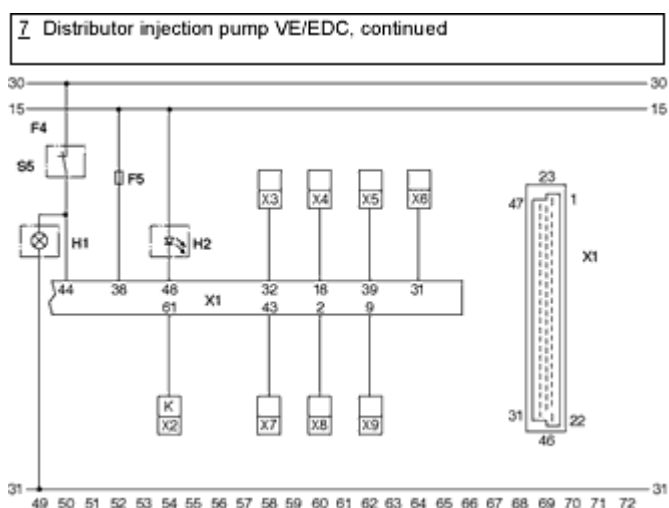 7 Distributor injection pump VE/EDC, continued
30 30
15 15
F4
S5 F5
X3 X4 X5 X6
23
47 1
H1 H2 X1
44 38 48 32 18 39 31
61 X1 43 2 9
K
X2 X7 X8 X9
31 22
46
31 31
49 50 51 52 53 54 55 56 57 58 59 60 61 62 63 64 65 66 67 68 69 70 71 72